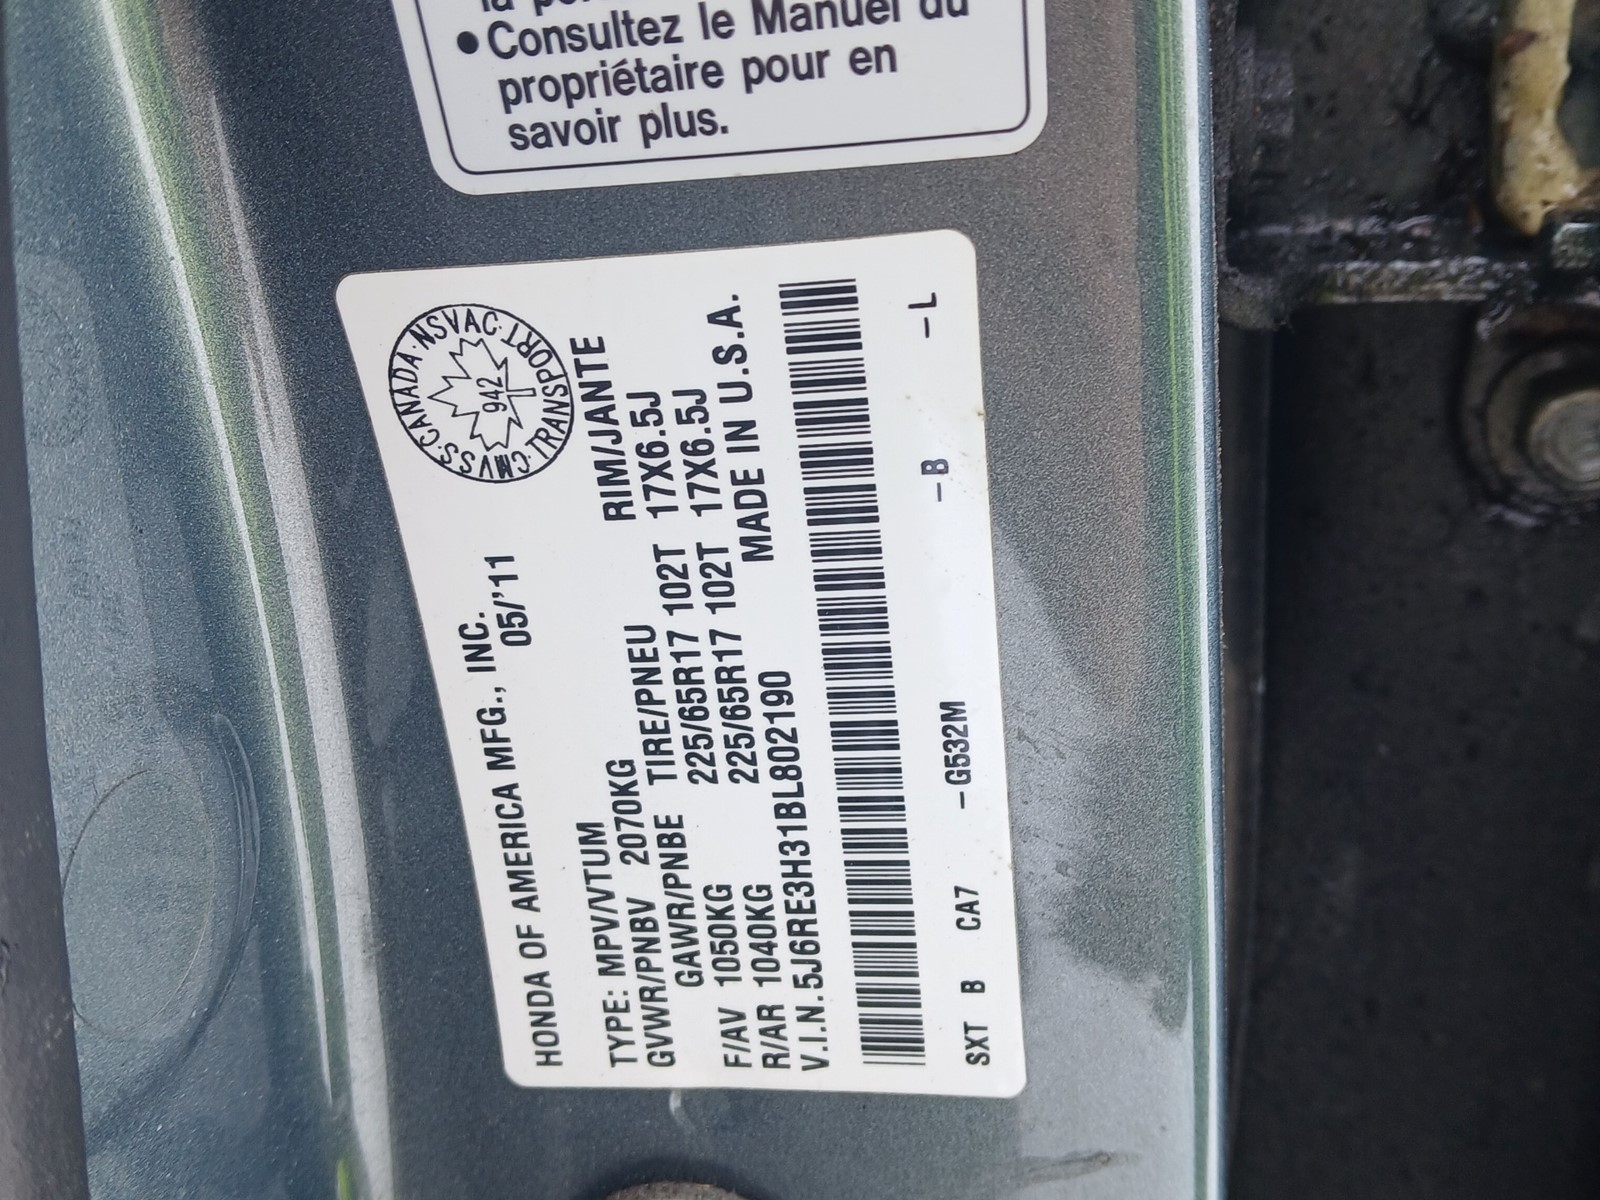 • Consultez le Manuel du
propriétaire pour en
savoir plus.
HONDA OF AMERICA MFG., INC.
05/'11
CMVSS·CANADA·NSVAC·TRANSPORT
942
TYPE: MPV/VTUM
GVWR/PNBV 2070KG
GAWR/PNBE TIRE/PNEU RIM/JANTE
F/AV 1050KG 225/65R17 102T 17X6.5J
R/AR 1040KG 225/65R17 102T 17X6.5J
V.I.N.5J6RE3H31BL802190 MADE IN U.S.A.
SXT B CA7 –G532M –B –L